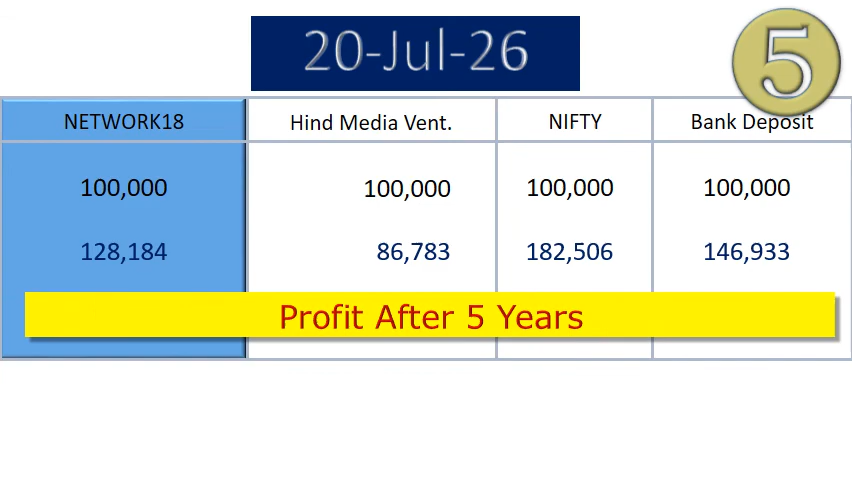 20-Jul-26
5
NETWORK18 Hind Media Vent. NIFTY Bank Deposit
100,000 100,000 100,000 100,000
128,184 86,783 182,506 146,933
Profit After 5 Years